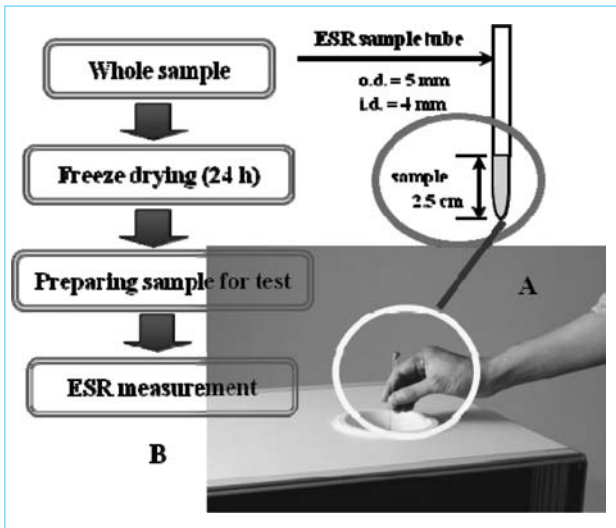 Whole sample
Freeze drying (24 h)
Preparing sample for test
ESR measurement
B
ESR sample tube
o.d. = 5 mm
i.d. = 4 mm
sample
2.5 cm
A